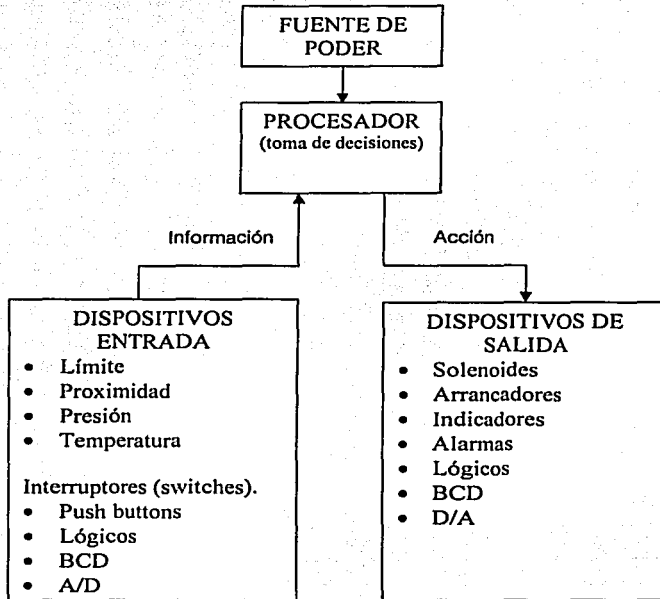 FUENTE DE
PODER
PROCESADOR
(toma de decisiones)
Información
Acción
DISPOSITIVOS
ENTRADA
• Límite
• Proximidad
• Presión
• Temperatura
Interruptores (switches).
• Push buttons
• Lógicos
• BCD
• A/D
DISPOSITIVOS DE
SALIDA
• Solenoides
• Arrancadores
• Indicadores
• Alarmas
• Lógicos
• BCD
• D/A